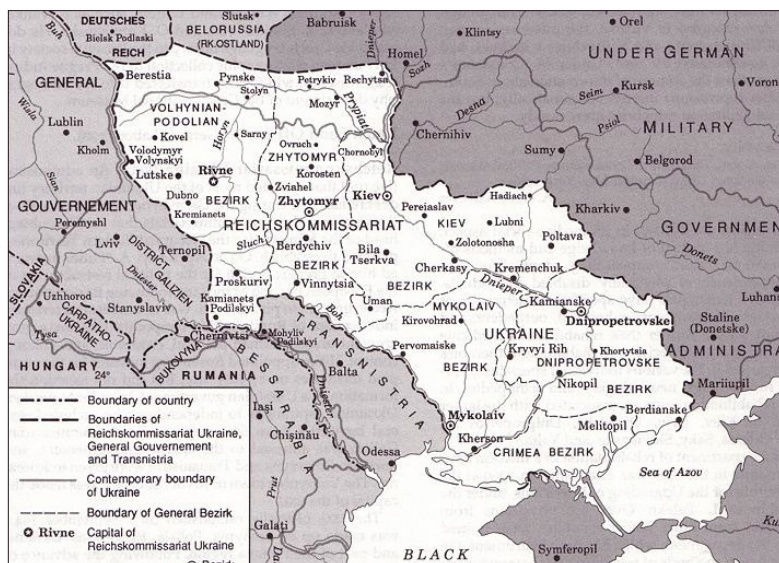 DEUTSCHES
Bielsk Podlaski
REICH
Buh
Slutsk
BELORUSSIA
(RK.OSTLAND)
Babruisk
Dnieper
Klintsy
Orel
Homel
Sozh
UNDER GERMAN
Berestia
Pynske
Stolyn
Petrykiv
Rechytsa
Mozyr
Prypiat
Desna
Seim
Kursk
Voron
GENERAL
Wisla
Lublin
Kholm
VOLHYNIAN-
PODOLIAN
Horyn
Kovel
Sarny
Volodymyr
Volynskyi
Lutske
Rivne
Ovruch
ZHYTOMYR
Korosten
Chornobyl
Chernihiv
Psiol
MILITARY
Sumy
Belgorod
Zviahel
Zhytomyr
Kiev
Dubno
BEZIRK
Kremianets
Hadiach
Pereiaslav
KIEV
Lubni
Kharkiv
GOUVERNEMENT
San
Peremyshl
Lviv
DISTRICT
GALIZIEN
Ternopil
REICHSKOMMISSARIAT
Sluch
Berdychiv
Bila
Tserkva
Zolotonosha
Poltava
GOVERNME
Donets
SLOVAKIA
Dniester
Proskuriv
BEZIRK
Vinnytsia
Cherkasy
BEZIRK
Kremenchuk
Dnieper
Luhan
Uzhhorod
CARPATHO-
UKRAINE
Stanyslaviv
Kamianets
Podilskyi
Boh
Uman
MYKOLAIV
Kirovohrad
Kamianske
Dnipropetrovske
Staline
(Donetske)
Tysa
Chernivtsi
BUKOVYNA
Mohyliv
Podilskyi
TRANSNISTRIA
UKRAINE
Khortytsia
ADMINISTRA
HUNGARY
24°
RUMANIA
BESSARABIA
Balta
Pervomaiske
BEZIRK
Kryvyi Rih
DNIPROPETROVSKE
Nikopil
BEZIRK
Mariiupil
Dniester
Iaşi
Chişinău
Mykolaiv
Melitopil
Berdianske
Kherson
Odessa
CRIMEA BEZIRK
Sea of Azov
Prut
Galati
BLACK
Symferopil
Boundary of country
Boundaries of
Reichskommissariat Ukraine,
General Gouvernement
and Transnistria
Contemporary boundary
of Ukraine
Boundary of General Bezirk
Rivne
Capital of
Reichskommissariat Ukraine